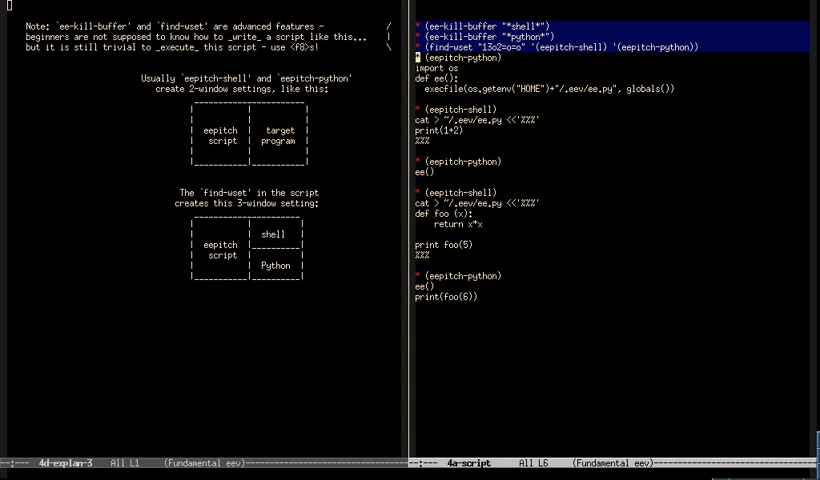 Note: `ee-kill-buffer' and `find-wset' are advanced features -        /
beginners are not supposed to know how to _write_ a script like this... |
but it is still trivial to _execute_ this script - use <f8>s!         \
Usually `eepitch-shell' and `eepitch-python'
create 2-window settings, like this:
eepitch | target
script | program
The `find-wset' in the script
creates this 3-window setting:
shell
eepitch
script
Python
--:---  4d-explan-3    All L1     (Fundamental eev)
* (ee-kill-buffer "*shell*")
* (ee-kill-buffer "*python*")
* (find-wset "13o2=o=o" '(eepitch-shell) '(eepitch-python))
* (eepitch-python)
import os
def ee():
  execfile(os.getenv("HOME")+"/.eev/ee.py", globals())
* (eepitch-shell)
cat > ~/.eev/ee.py <<'%%%'
print(1+2)
%%%
* (eepitch-python)
ee()
* (eepitch-shell)
cat > ~/.eev/ee.py <<'%%%'
def foo (x):
    return x*x
print foo(5)
%%%
* (eepitch-python)
ee()
print(foo(6))
--:---  4a-script      All L6     (Fundamental eev)